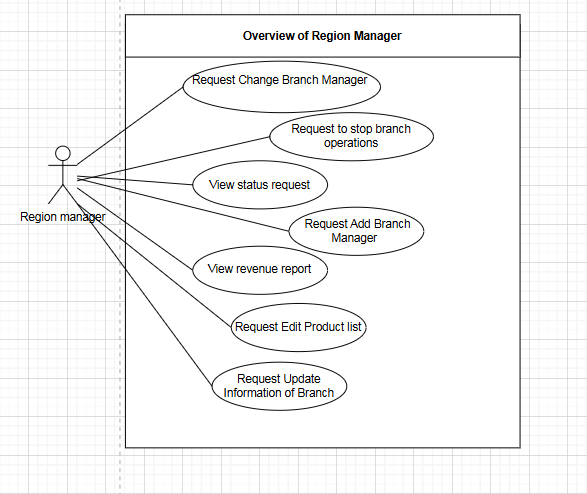 Overview of Region Manager
Request Change Branch Manager
Request to stop branch
operations
View status request
Region manager
Request Add Branch
Manager
View revenue report
Request Edit Product list
Request Update
Information of Branch